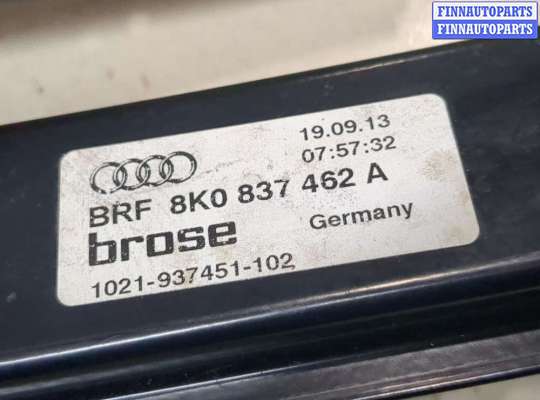 FINNAUTOPARTS
FINNAUTOPARTS
19.09.13
07:57:32
BRF 8K0 837 462 A
brose Germany
1021-937451-102